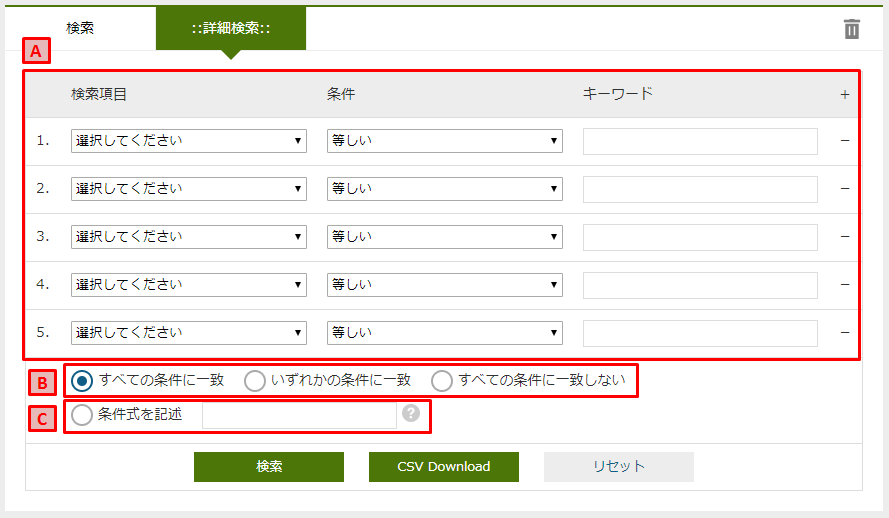 検索 ::詳細検索::
A
検索項目 条件 キーワード +
1. 選択してください 等しい −
2. 選択してください 等しい −
3. 選択してください 等しい −
4. 選択してください 等しい −
5. 選択してください 等しい −
B すべての条件に一致 いずれかの条件に一致 すべての条件に一致しない
C 条件式を記述 ?
検索 CSV Download リセット